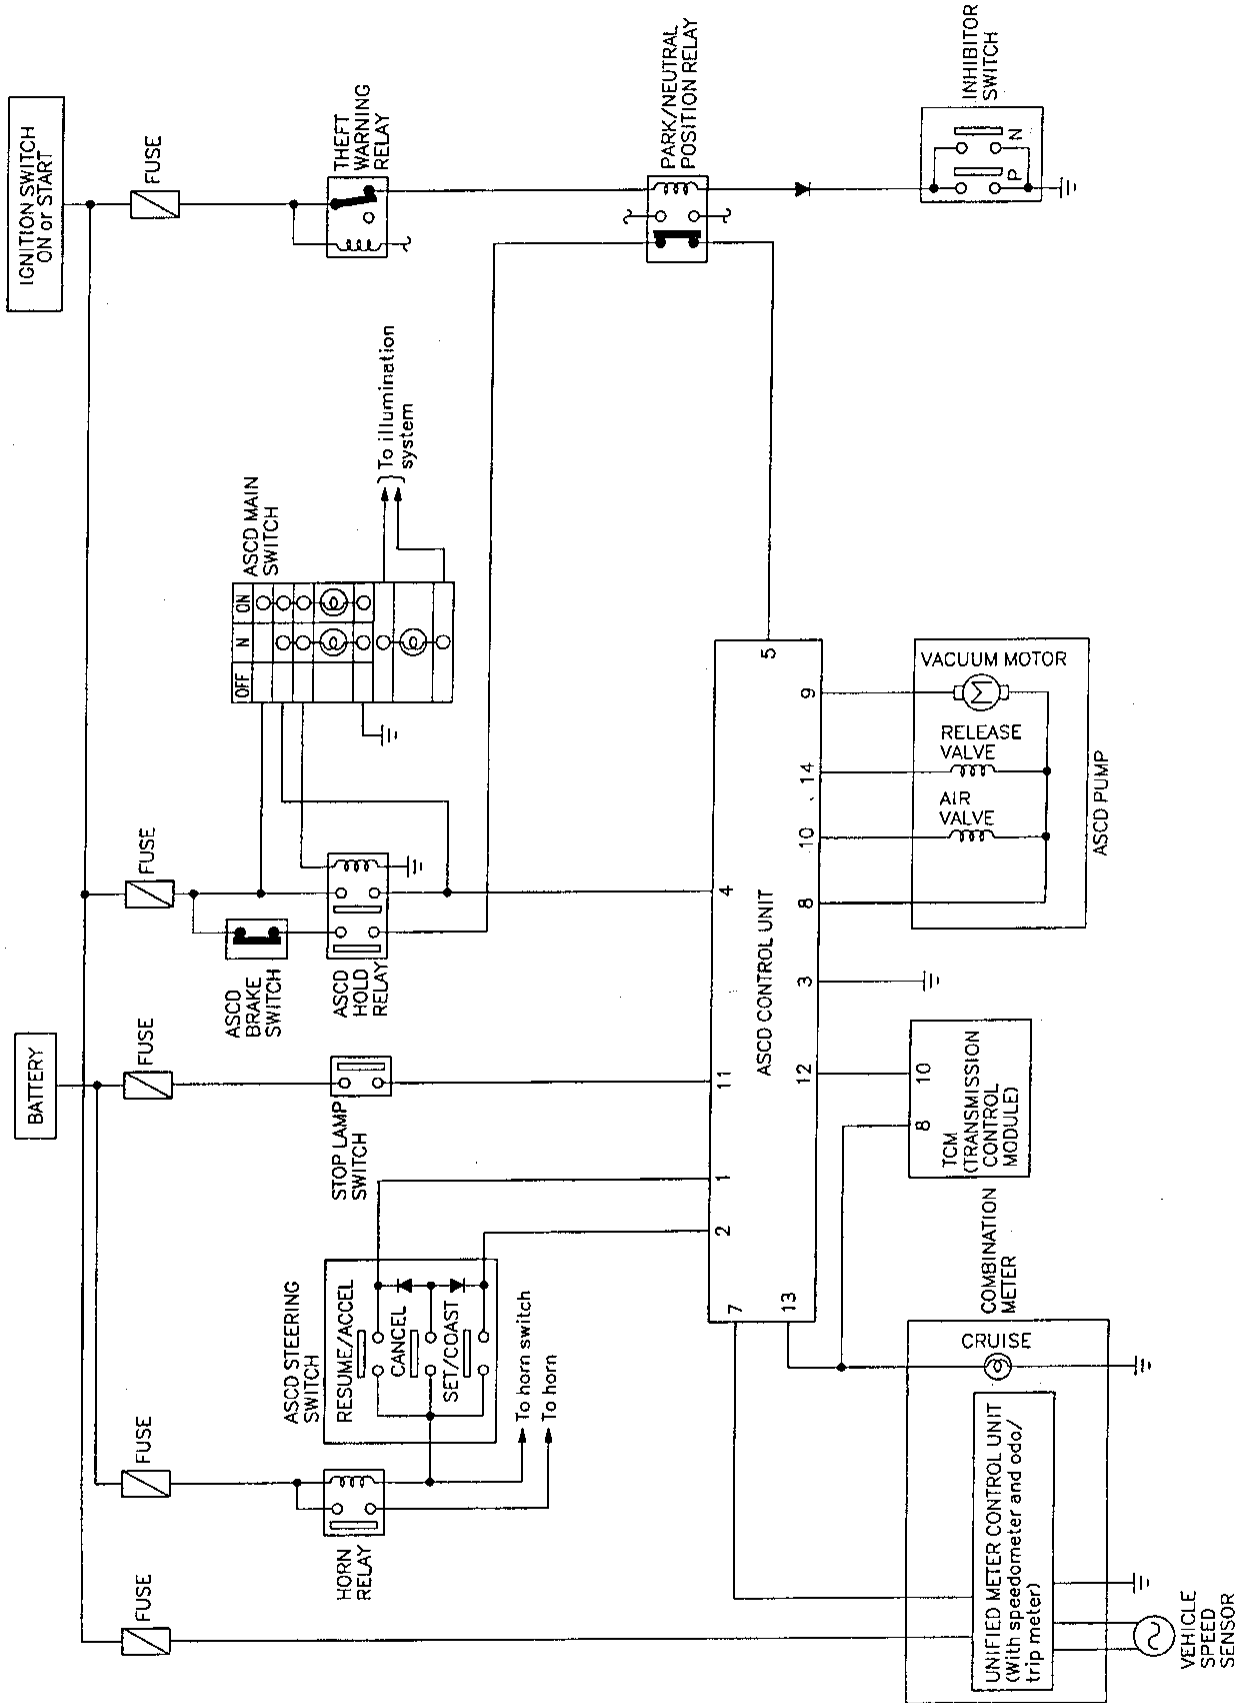 IGNITION SWITCH
ON or START
FUSE
THEFT
WARNING
RELAY
PARK/NEUTRAL
POSITION RELAY
INHIBITOR
SWITCH
N
P
To illumination
system
ASCD MAIN
SWITCH
OFF
N
ON
FUSE
ASCD
BRAKE
SWITCH
ASCD
HOLD
RELAY
BATTERY
FUSE
STOP LAMP
SWITCH
ASCD STEERING
SWITCH
RESUME/ACCEL
CANCEL
SET/COAST
To horn switch
To horn
FUSE
HORN
RELAY
FUSE
ASCD CONTROL UNIT
5
4
11
1
2
7
9
14
10
8
3
12
13
VACUUM MOTOR
M
RELEASE
VALVE
AIR
VALVE
ASCD PUMP
10
8
TCM
(TRANSMISSION
CONTROL
MODULE)
COMBINATION
METER
CRUISE
UNIFIED METER CONTROL UNIT
(With speedometer and odo/
trip meter)
VEHICLE
SPEED
SENSOR